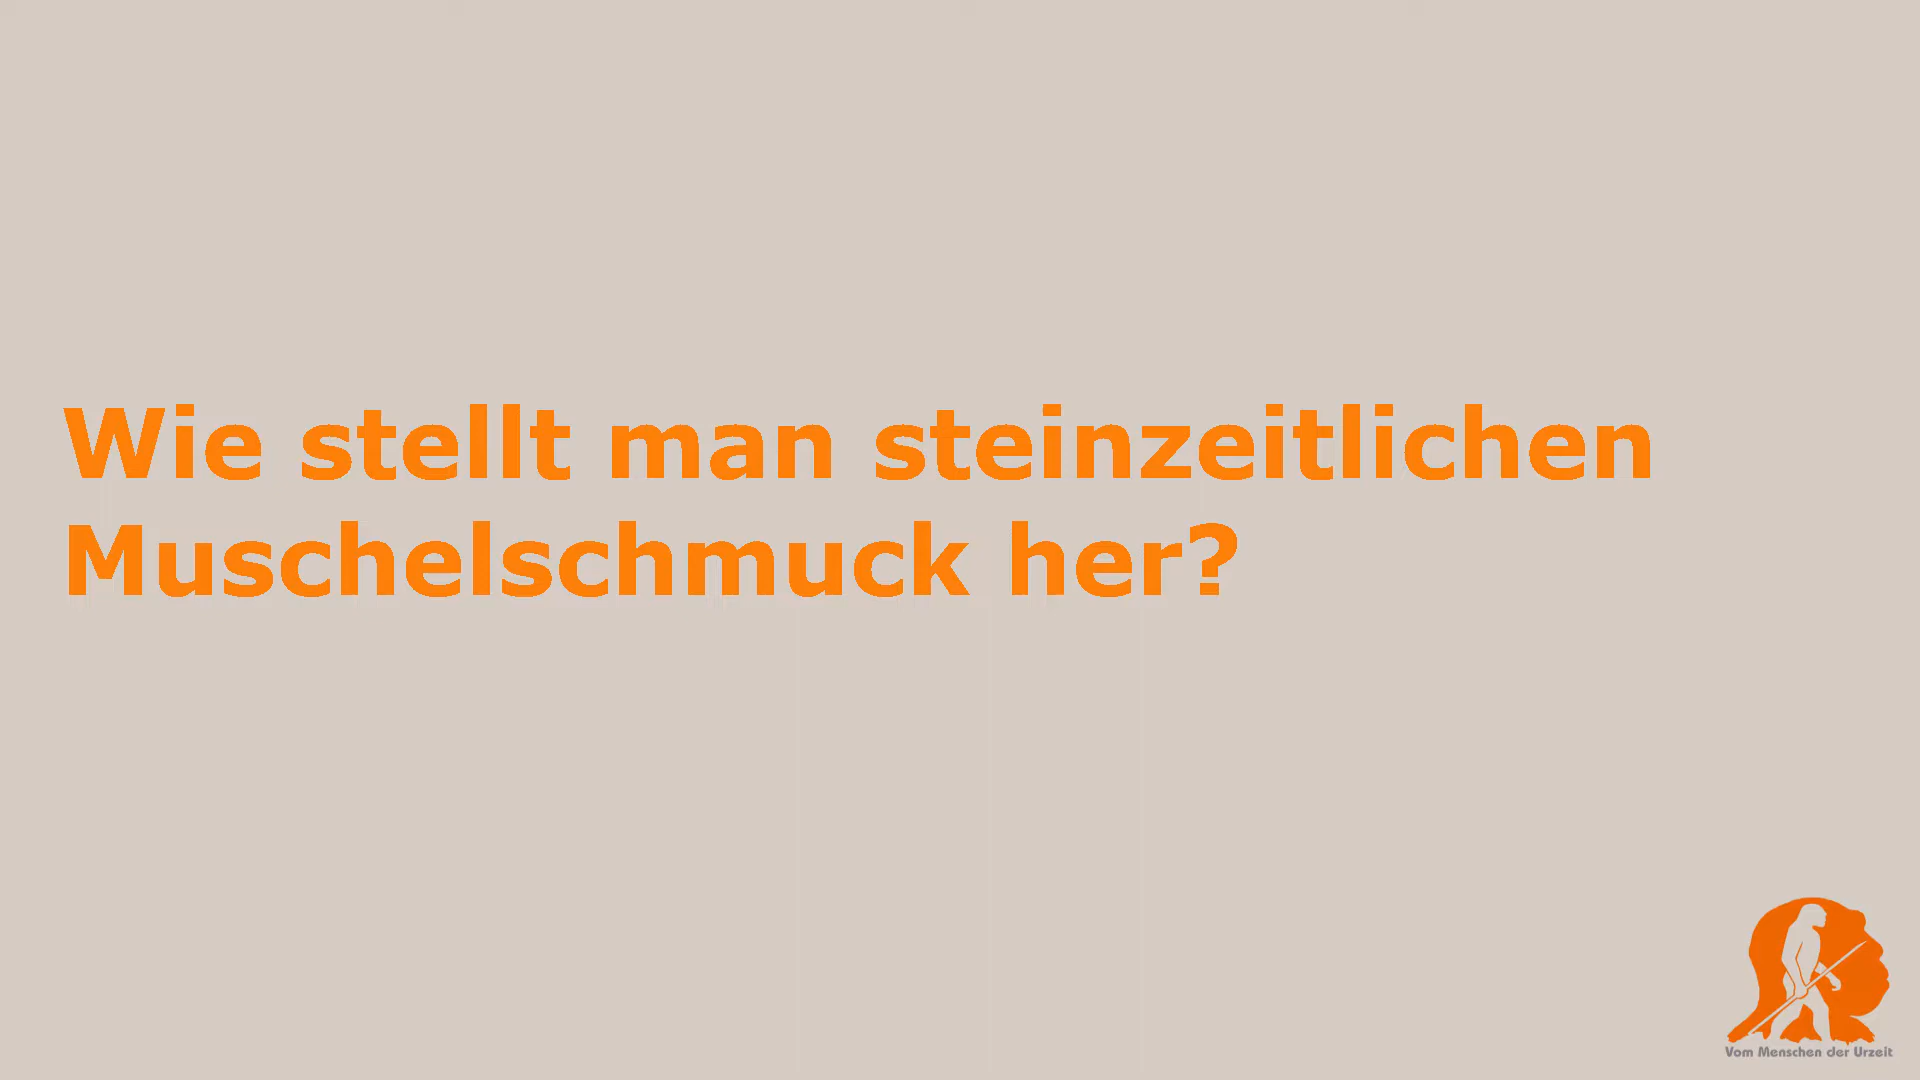 Wie stellt man steinzeitlichen
Muschelschmuck her?
Vom Menschen der Urzeit